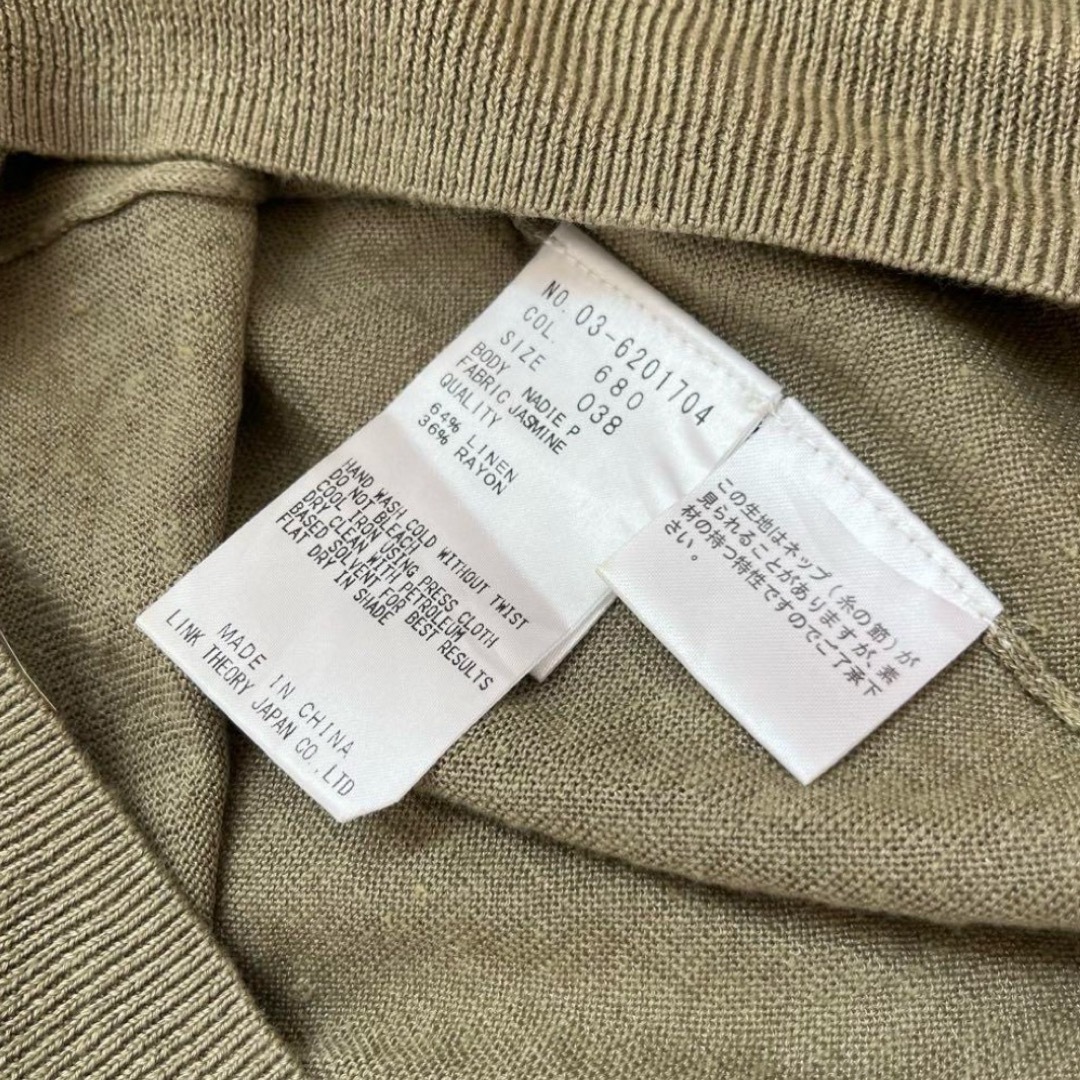 NO. 03-6201704
COL. 680
SIZE 038
BODY NADIE P
FABRIC JASMINE
QUALITY
64% LINEN
36% RAYON
HAND WASH COLD WITHOUT TWIST
DO NOT BLEACH
COOL IRON USING PRESS CLOTH
DRY CLEAN WITH PETROLEUM
BASED SOLVENT FOR BEST RESULTS
FLAT DRY IN SHADE
MADE IN CHINA
LINK THEORY JAPAN CO.,LTD
この生地はネップ(糸の節)が
見られることがありますが、素
材の持つ特性ですのでご了承下
さい。